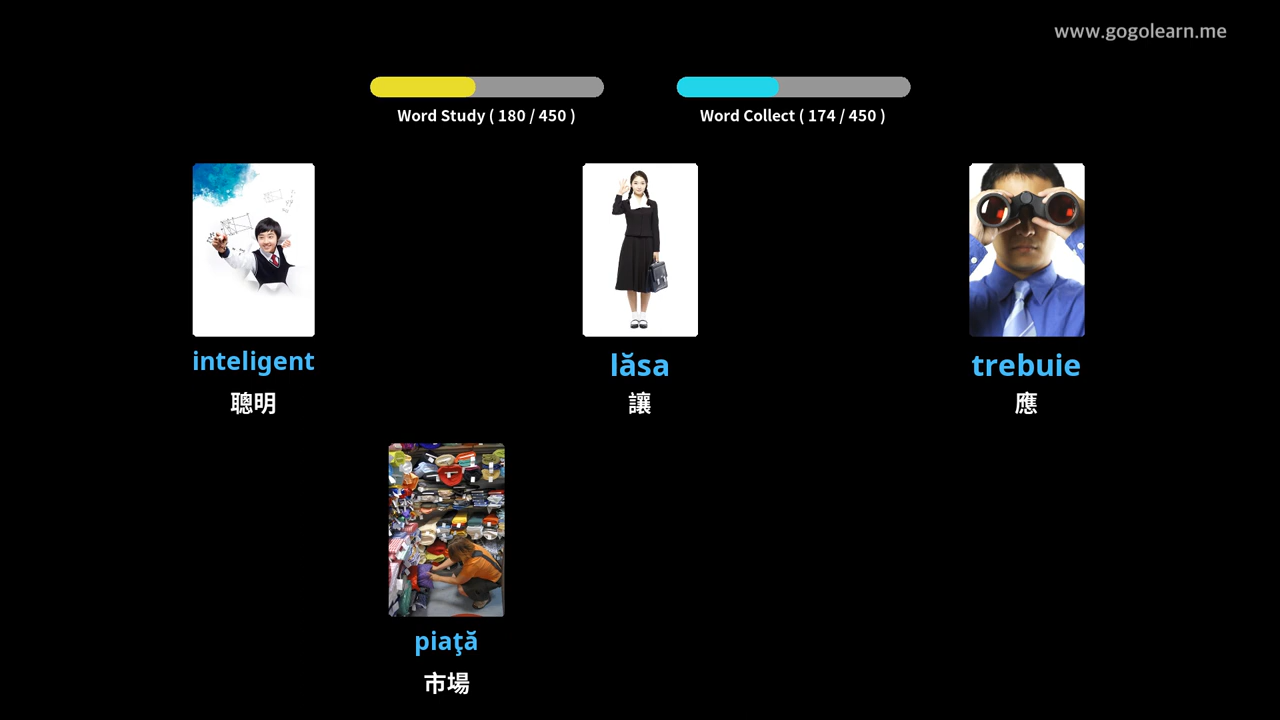 www.gogolearn.me
Word Study ( 180 / 450 )
Word Collect ( 174 / 450 )
inteligent
聰明
lăsa
讓
trebuie
應
piaţă
市場